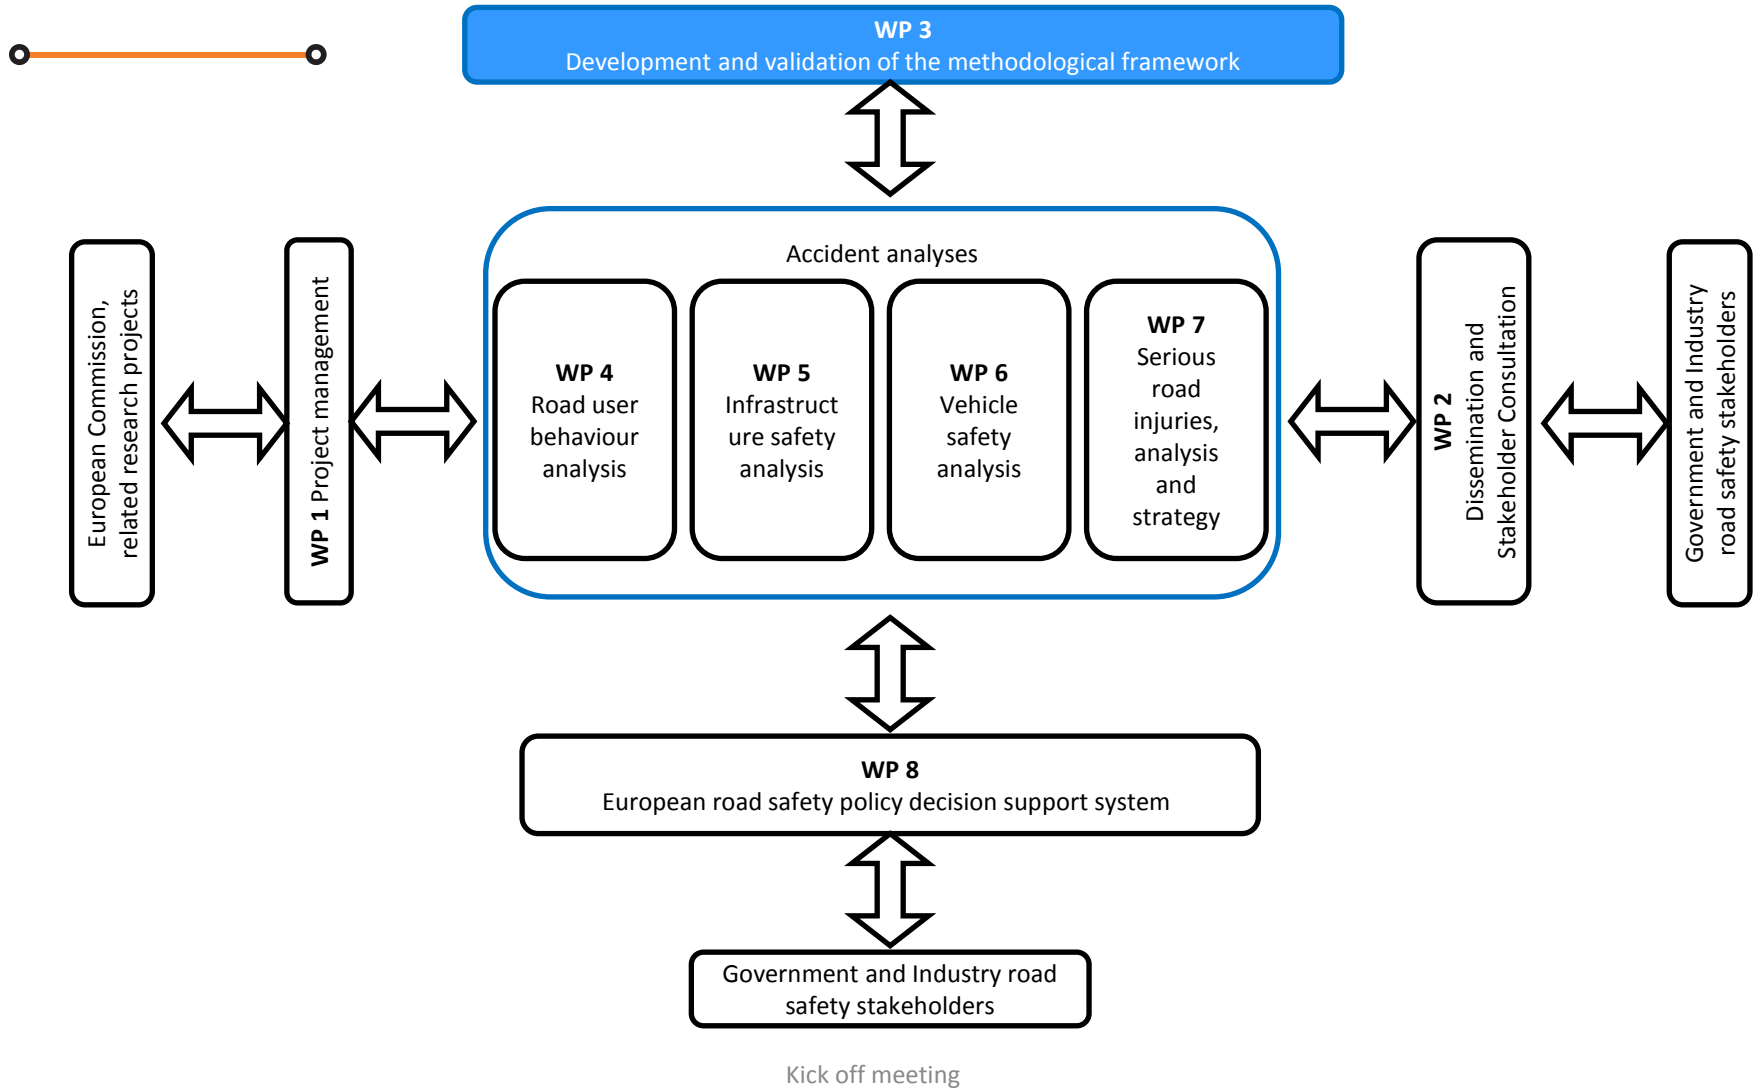 WP 3
Development and validation of the methodological framework
European Commission,
related research projects
WP 1 Project management
Accident analyses
WP 4
Road user
behaviour
analysis
WP 5
Infrastruct
ure safety
analysis
WP 6
Vehicle
safety
analysis
WP 7
Serious
road
injuries,
analysis
and
strategy
WP 2
Dissemination and
Stakeholder Consultation
Government and Industry
road safety stakeholders
WP 8
European road safety policy decision support system
Government and Industry road
safety stakeholders
Kick off meeting